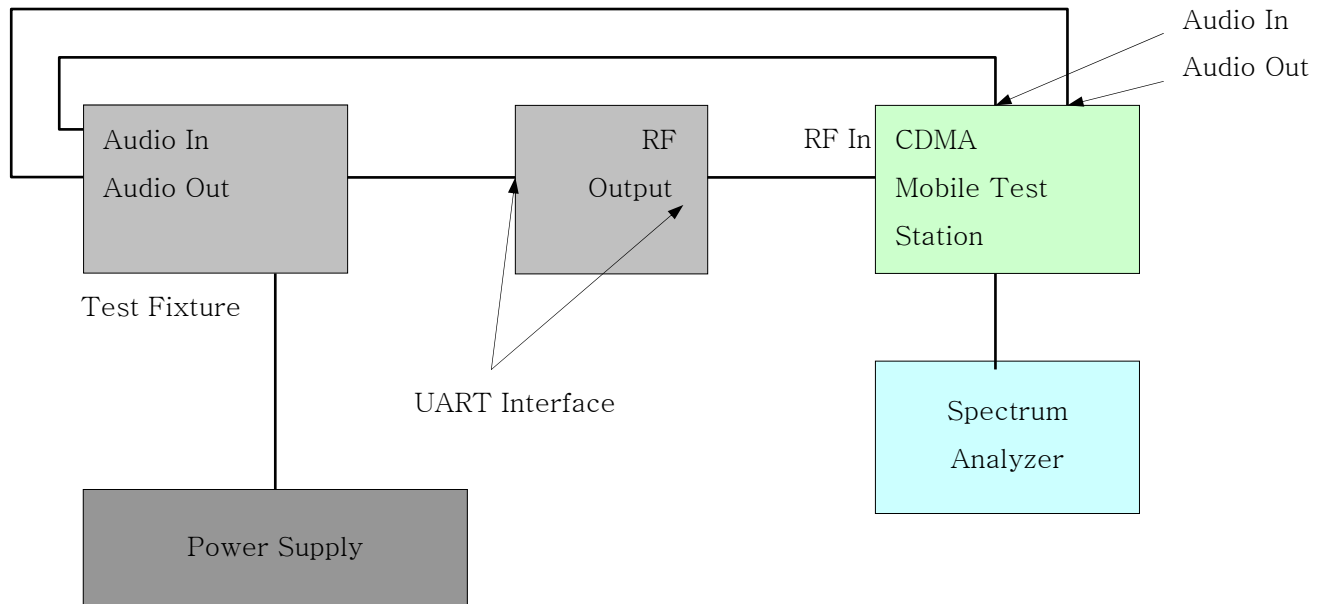 Audio In
Audio Out
Audio In
Audio Out
RF
Output
RF In
CDMA
Mobile Test
Station
Test Fixture
UART Interface
Spectrum
Analyzer
Power Supply